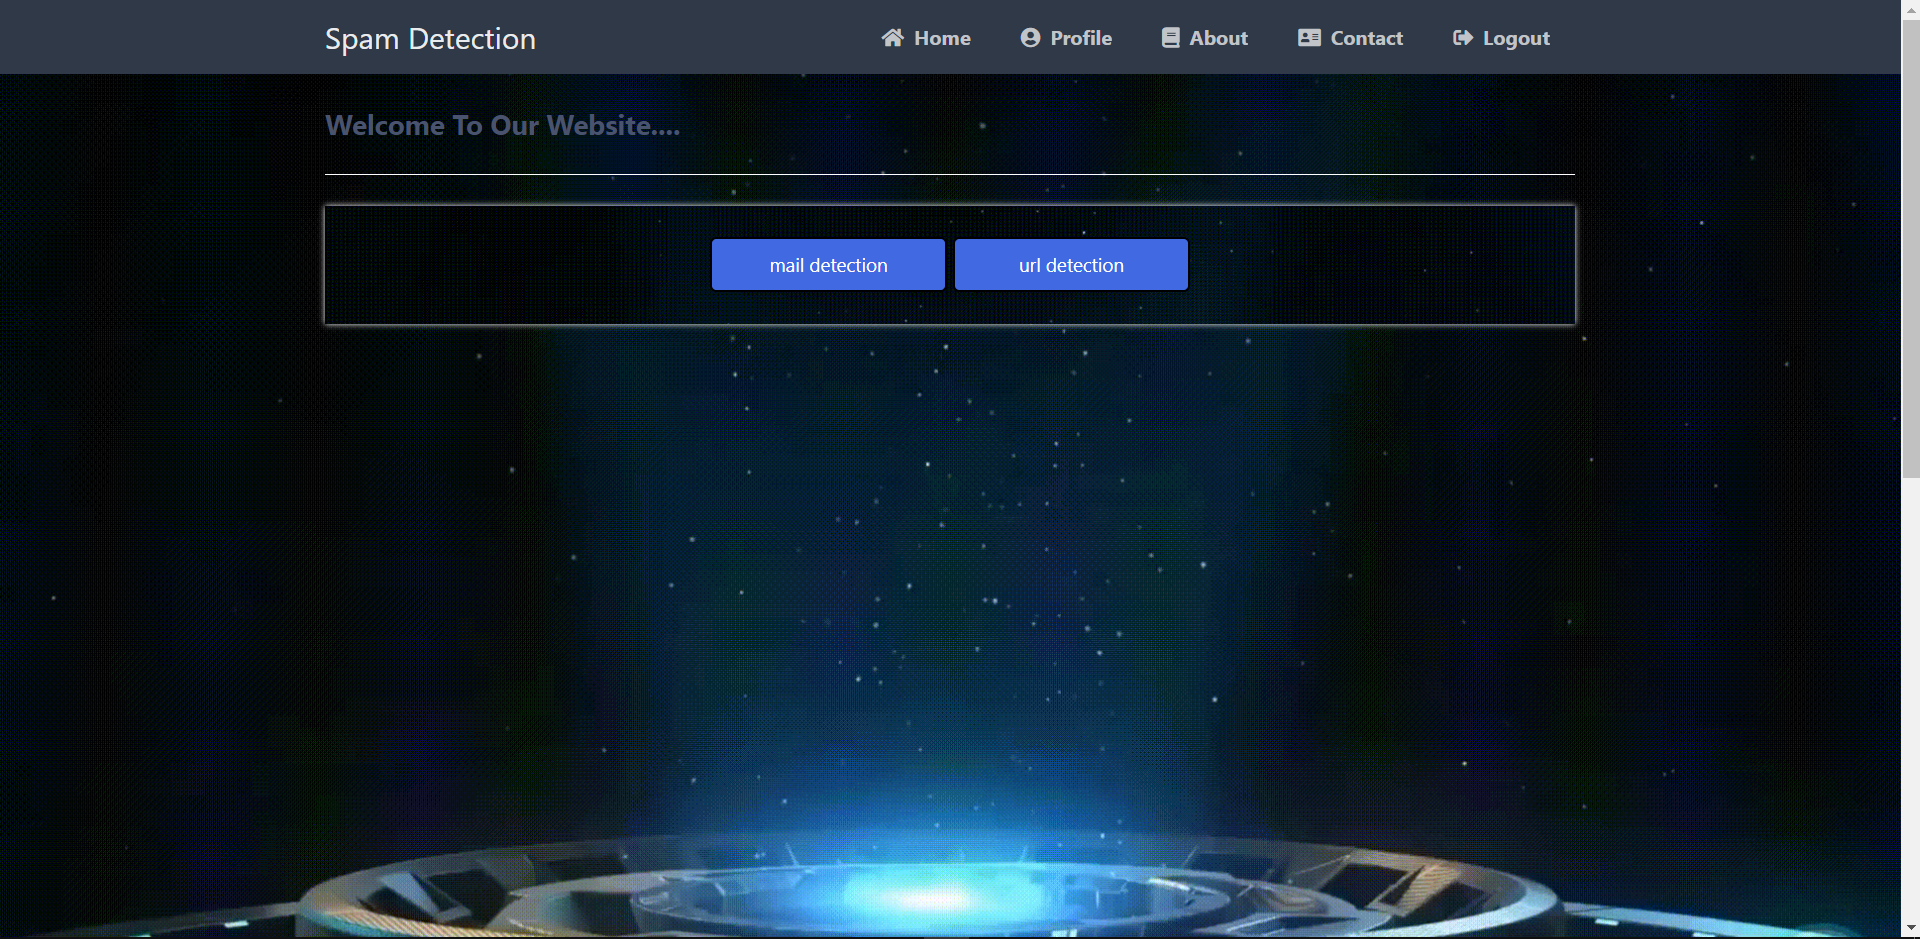 Spam Detection
Home Profile About Contact Logout
Welcome To Our Website....
mail detection url detection